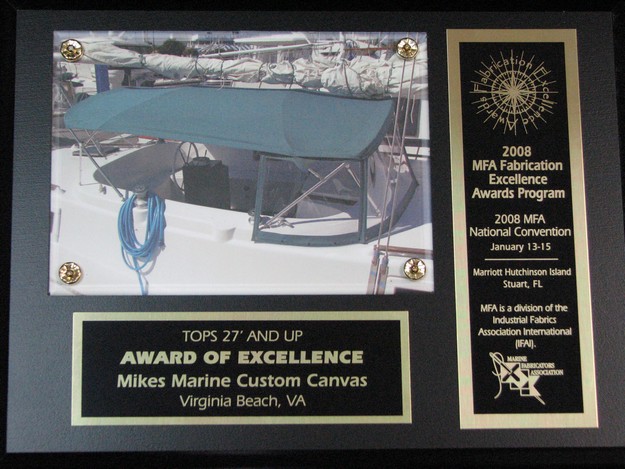 TOPS 27' AND UP
AWARD OF EXCELLENCE
Mikes Marine Custom Canvas
Virginia Beach, VA
Fabrication Excellence Awards
2008
MFA Fabrication
Excellence
Awards Program
2008 MFA
National Convention
January 13-15
Marriott Hutchinson Island
Stuart, FL
MFA is a division of the
Industrial Fabrics
Association International
(IFAI).
MARINE
FABRICATORS
ASSOCIATION